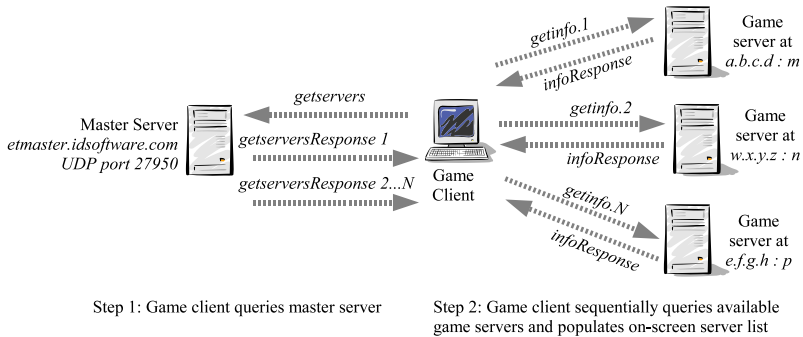 Master Server
etmaster.idsoftware.com
UDP port 27950
getservers
getserversResponse 1
getserversResponse 2...N
Game
Client
getinfo.1
infoResponse
Game
server at
a.b.c.d : m
getinfo.2
infoResponse
Game
server at
w.x.y.z : n
getinfo.N
infoResponse
Game
server at
e.f.g.h : p
Step 1: Game client queries master server
Step 2: Game client sequentially queries available
game servers and populates on-screen server list